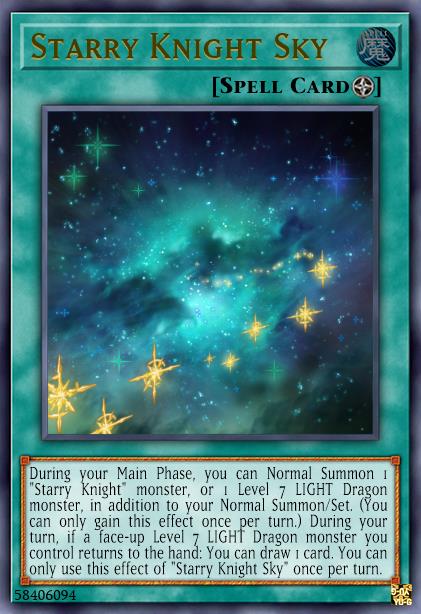 Starry Knight Sky
魔
[Spell Card]
During your Main Phase, you can Normal Summon 1
"Starry Knight" monster, or 1 Level 7 LIGHT Dragon
monster, in addition to your Normal Summon/Set. (You
can only gain this effect once per turn.) During your
turn, if a face-up Level 7 LIGHT Dragon monster you
control returns to the hand: You can draw 1 card. You can
only use this effect of "Starry Knight Sky" once per turn.
58406094